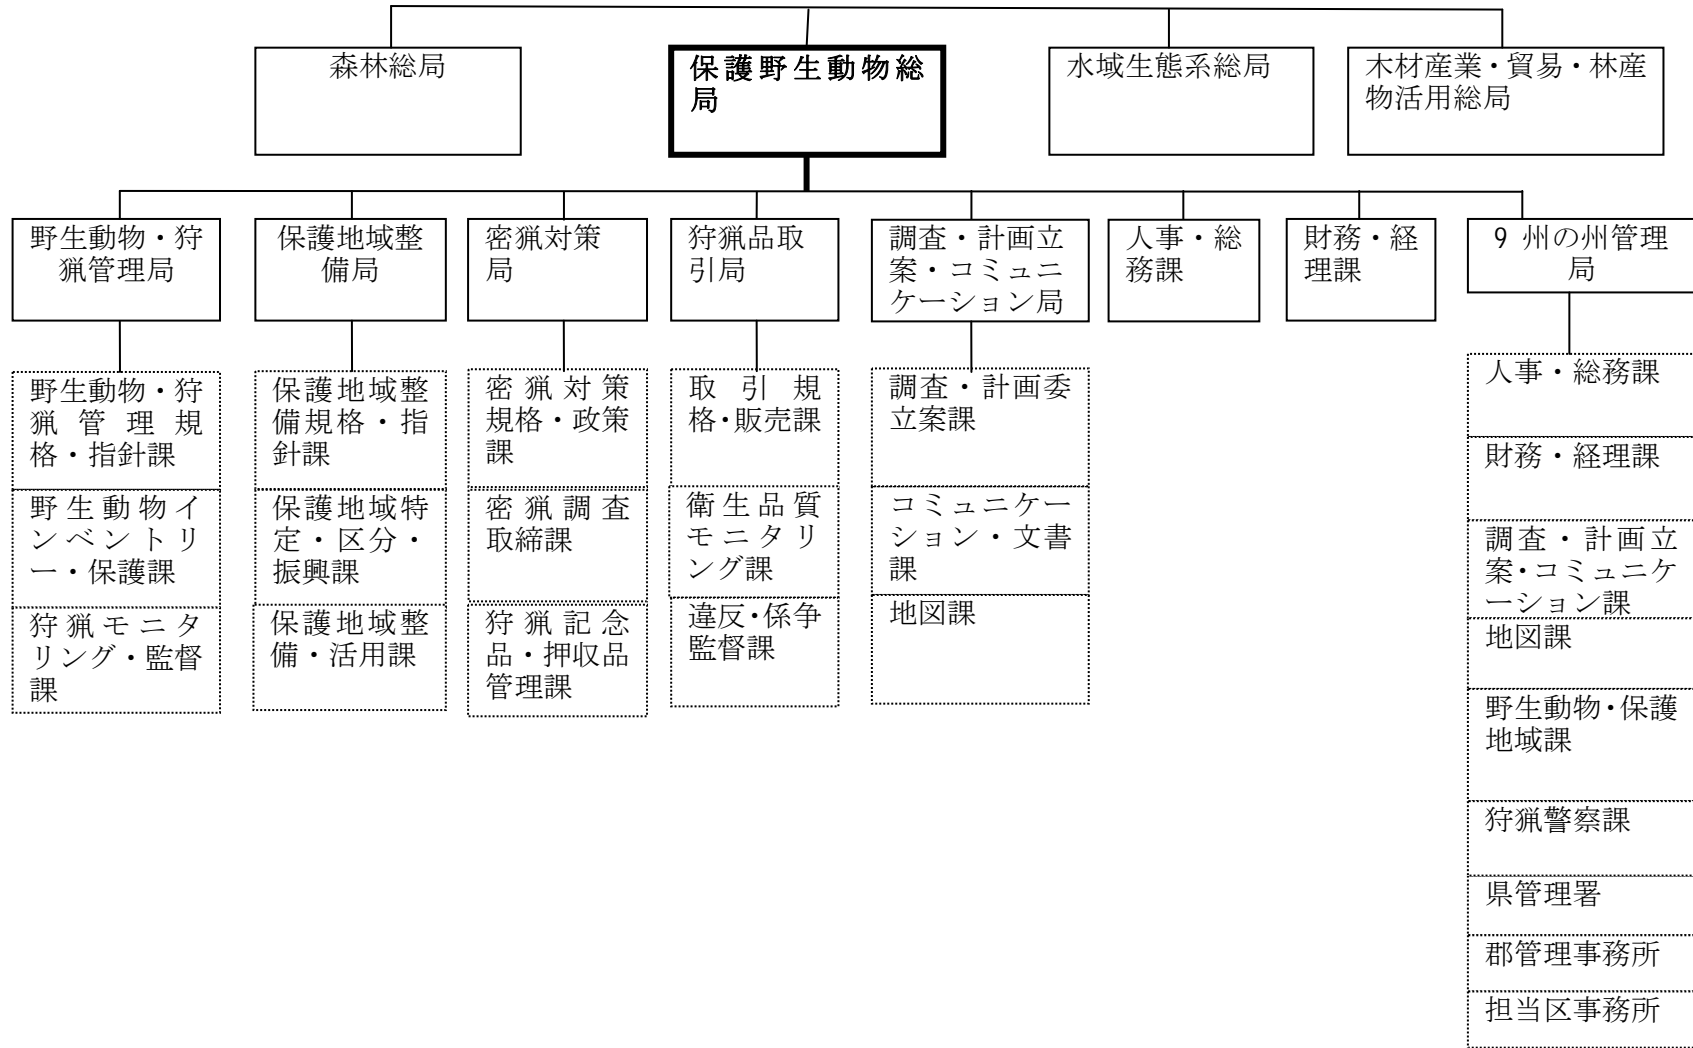 森林総局
保護野生動物総
局
水域生態系総局
木材産業・貿易・林産
物活用総局
野生動物・狩
猟管理局
保護地域整
備局
密猟対策
局
狩猟品取
引局
調査・計画立
案・コミュニ
ケーション局
人事・総
務課
財務・経
理課
9 州の州管理
局
野生動物・狩
猟管理規
格・指針課
野生動物イ
ンベントリ
ー・保護課
狩猟モニタ
リング・監督
課
保護地域整
備規格・指
針課
保護地域特
定・区分・
振興課
保護地域整
備・活用課
密猟対策
規格・政策
課
密猟調査
取締課
狩猟記念
品・押収品
管理課
取引規
格・販売課
衛生品質
モニタリ
ング課
違反・係争
監督課
調査・計画委
立案課
コミュニケー
ション・文書
課
地図課
人事・総務課
財務・経理課
調査・計画立
案・コミュニケ
ーション課
地図課
野生動物・保護
地域課
狩猟警察課
県管理署
郡管理事務所
担当区事務所